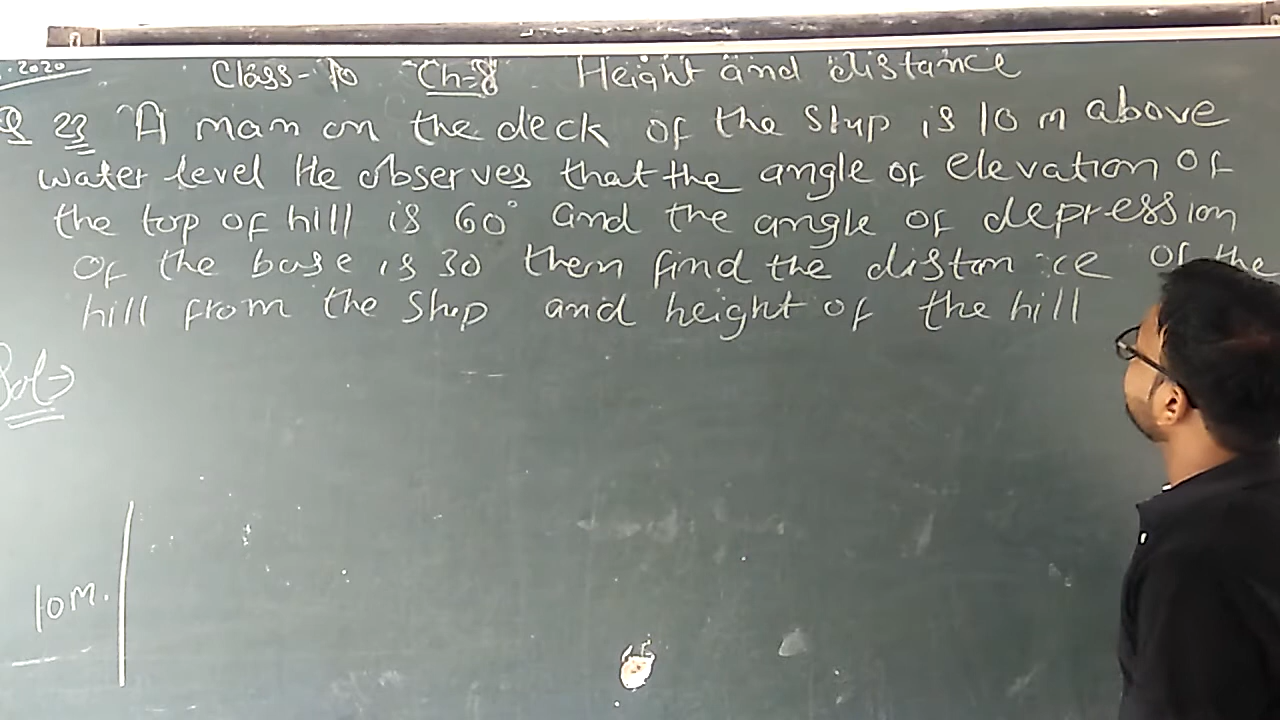 .2020
Class-10 Ch-8 Height and distance
Q 23 A man on the deck of the Ship is 10 m above
water level He observes that the angle of elevation of
the top of hill is 60° and the angle of depression
of the base is 30 then find the distance of the
hill from the Ship and height of the hill
Sol→
10m.